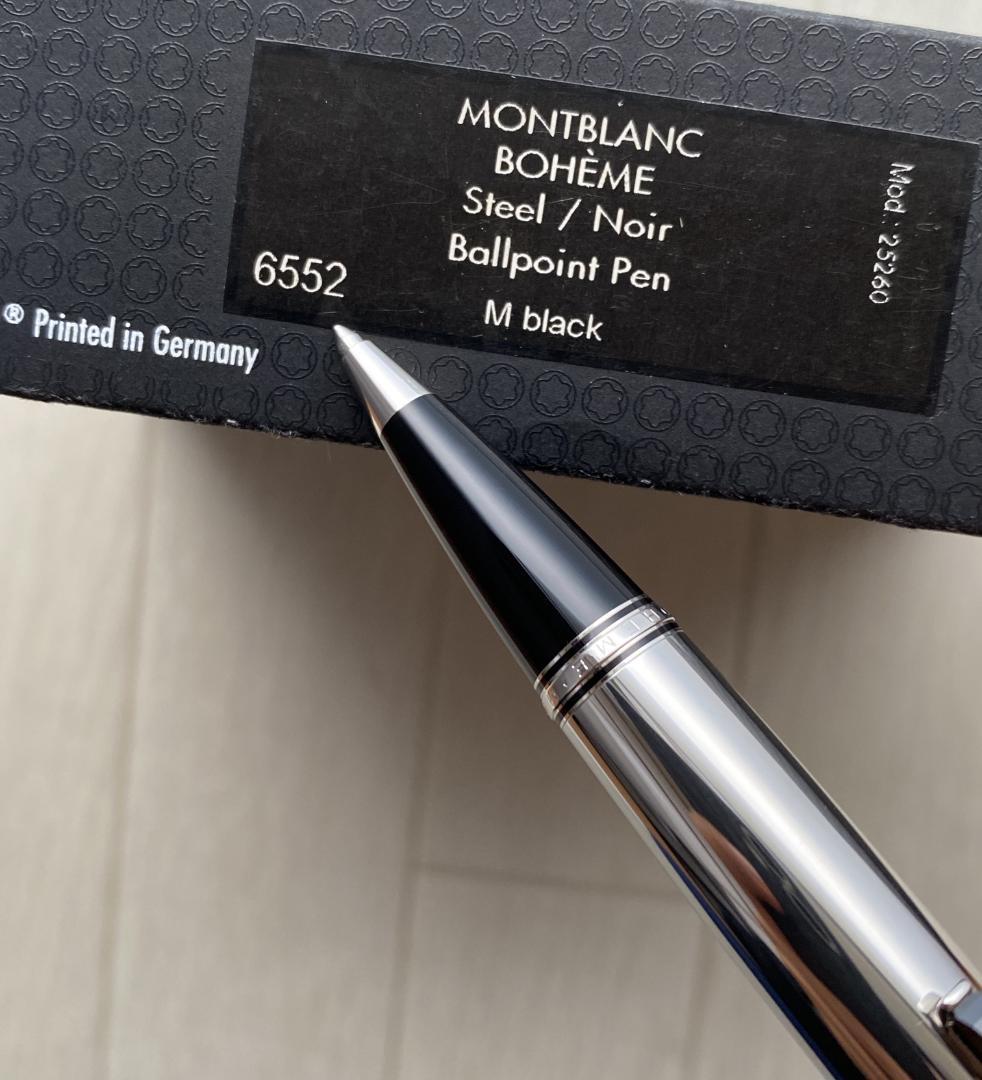 MONTBLANC
BOHÈME
Steel / Noir
Ballpoint Pen
M black
6552
Mod.: 25260
® Printed in Germany